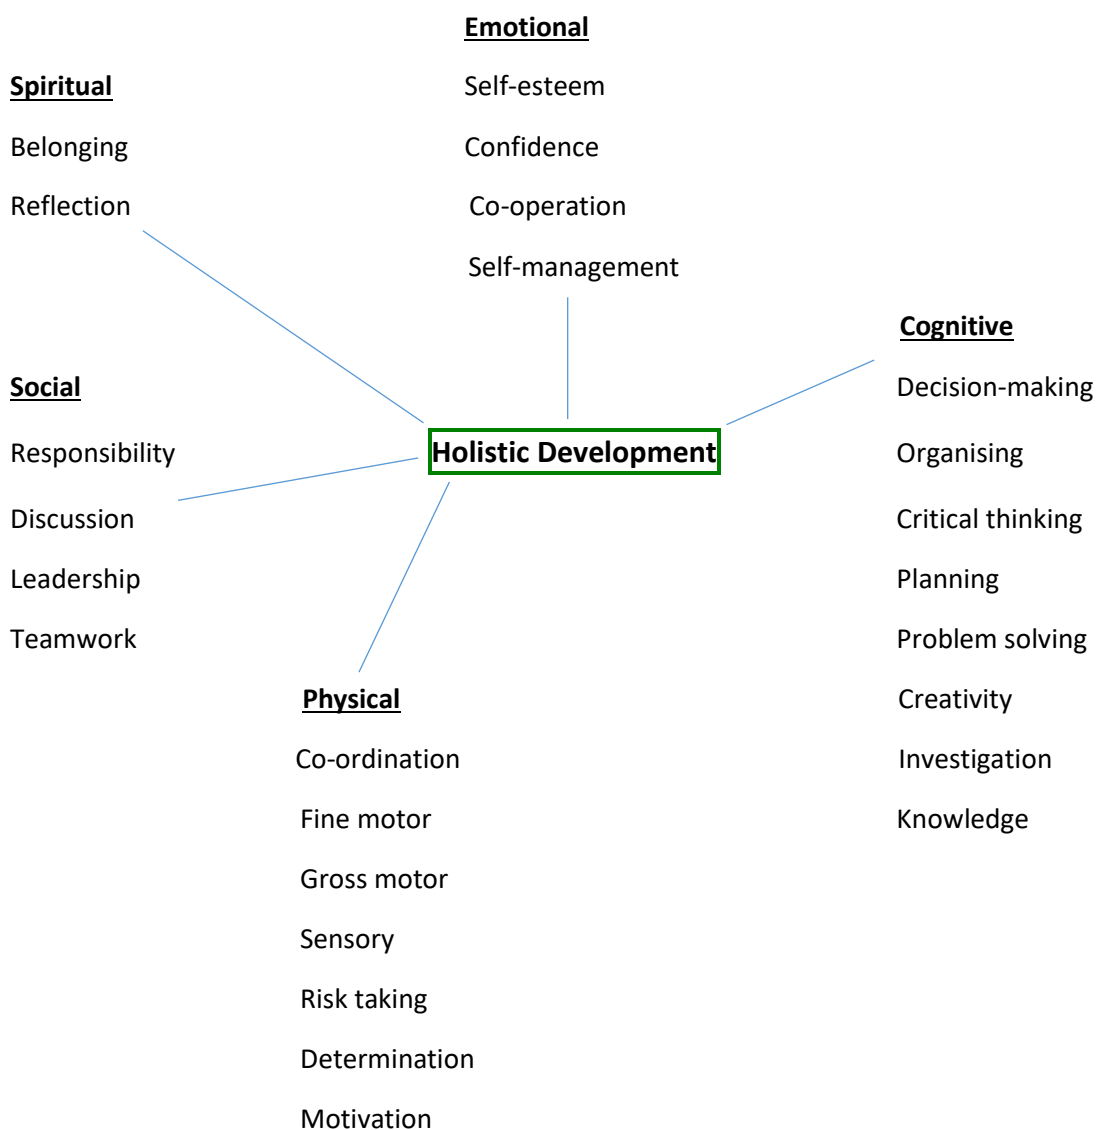 Emotional
Self-esteem
Confidence
Co-operation
Self-management
Spiritual
Belonging
Reflection
Cognitive
Decision-making
Organising
Critical thinking
Planning
Problem solving
Creativity
Investigation
Knowledge
Social
Responsibility
Discussion
Leadership
Teamwork
Holistic Development
Physical
Co-ordination
Fine motor
Gross motor
Sensory
Risk taking
Determination
Motivation